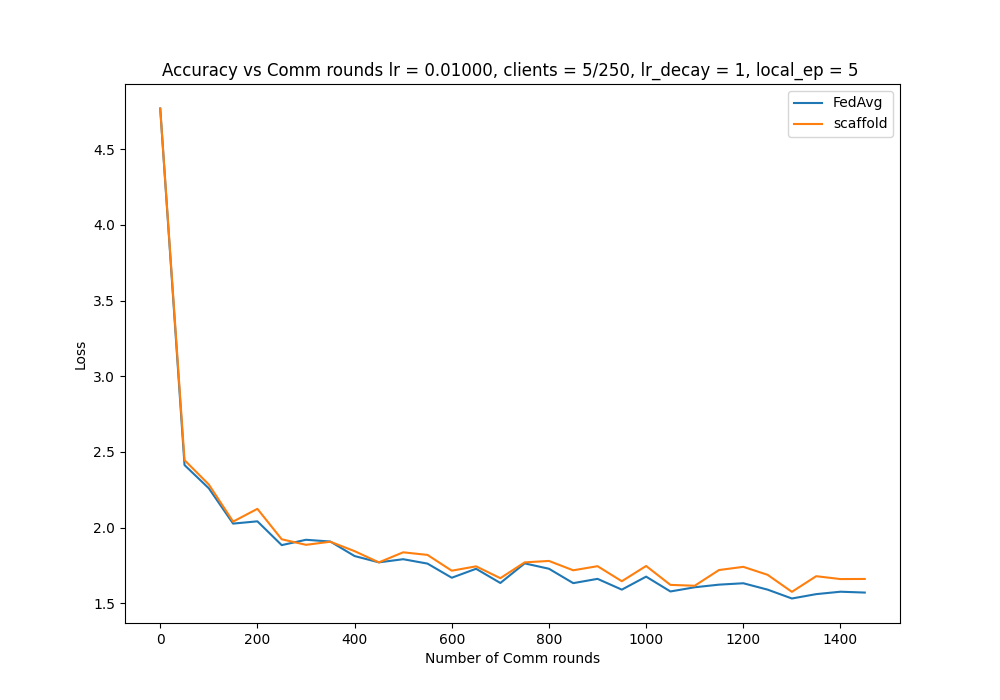 Accuracy vs Comm rounds lr = 0.01000, clients = 5/250, lr_decay = 1, local_ep = 5
FedAvg
scaffold
4.5
4.0
3.5
3.0
2.5
2.0
1.5
Loss
0 200 400 600 800 1000 1200 1400
Number of Comm rounds